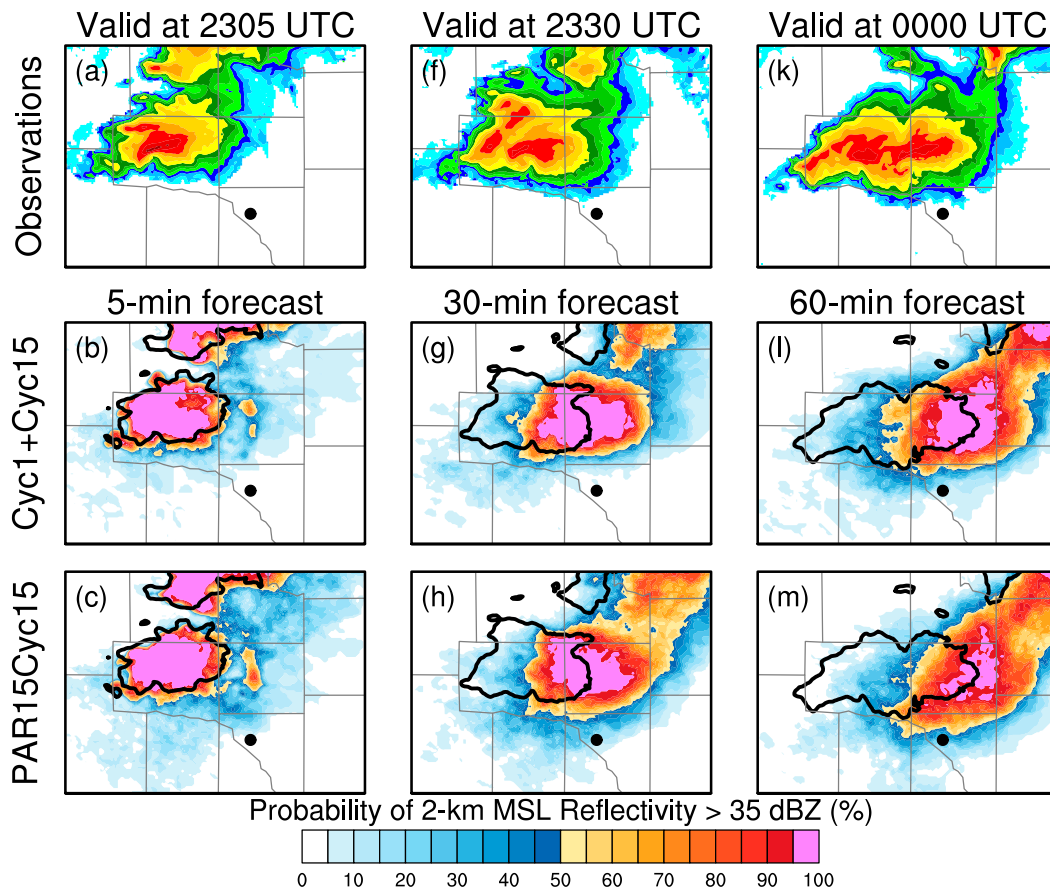 Valid at 2305 UTC
Valid at 2330 UTC
Valid at 0000 UTC
Observations
(a)
(f)
(k)
5-min forecast
30-min forecast
60-min forecast
Cyc1+Cyc15
(b)
(g)
(l)
PAR15Cyc15
(c)
(h)
(m)
Probability of 2-km MSL Reflectivity > 35 dBZ (%)
0 10 20 30 40 50 60 70 80 90 100